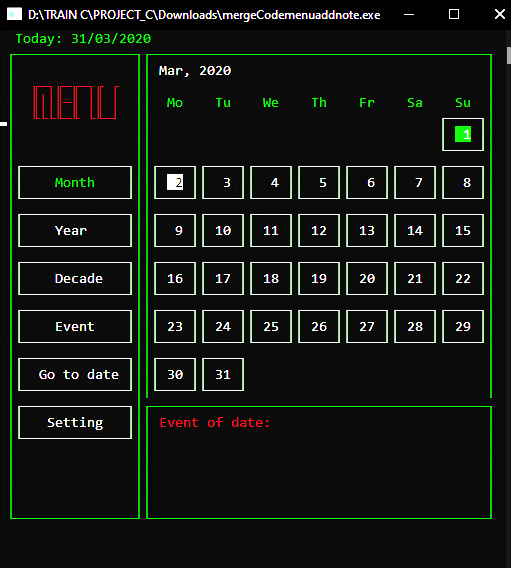 D:\TRAIN C\PROJECT_C\Downloads\mergeCodemenuaddnote.exe
Today: 31/03/2020
MENU
Month
Year
Decade
Event
Go to date
Setting
Mar, 2020
Mo Tu We Th Fr Sa Su
1
2 3 4 5 6 7 8
9 10 11 12 13 14 15
16 17 18 19 20 21 22
23 24 25 26 27 28 29
30 31
Event of date: